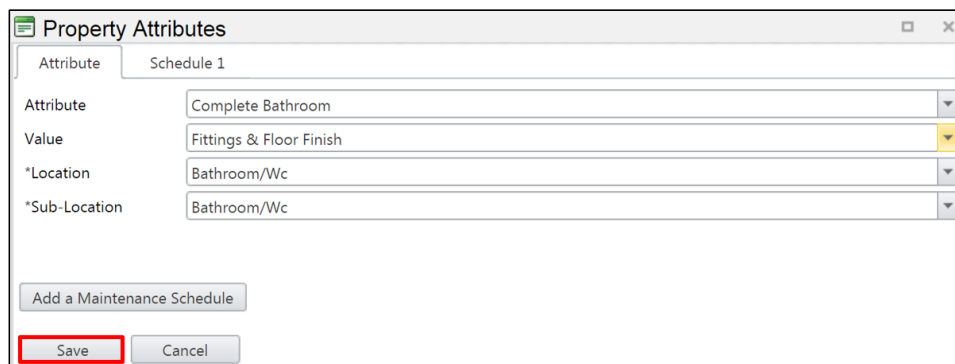 Property Attributes
Attribute Schedule 1
Attribute Complete Bathroom
Value Fittings & Floor Finish
*Location Bathroom/Wc
*Sub-Location Bathroom/Wc
Add a Maintenance Schedule
Save Cancel